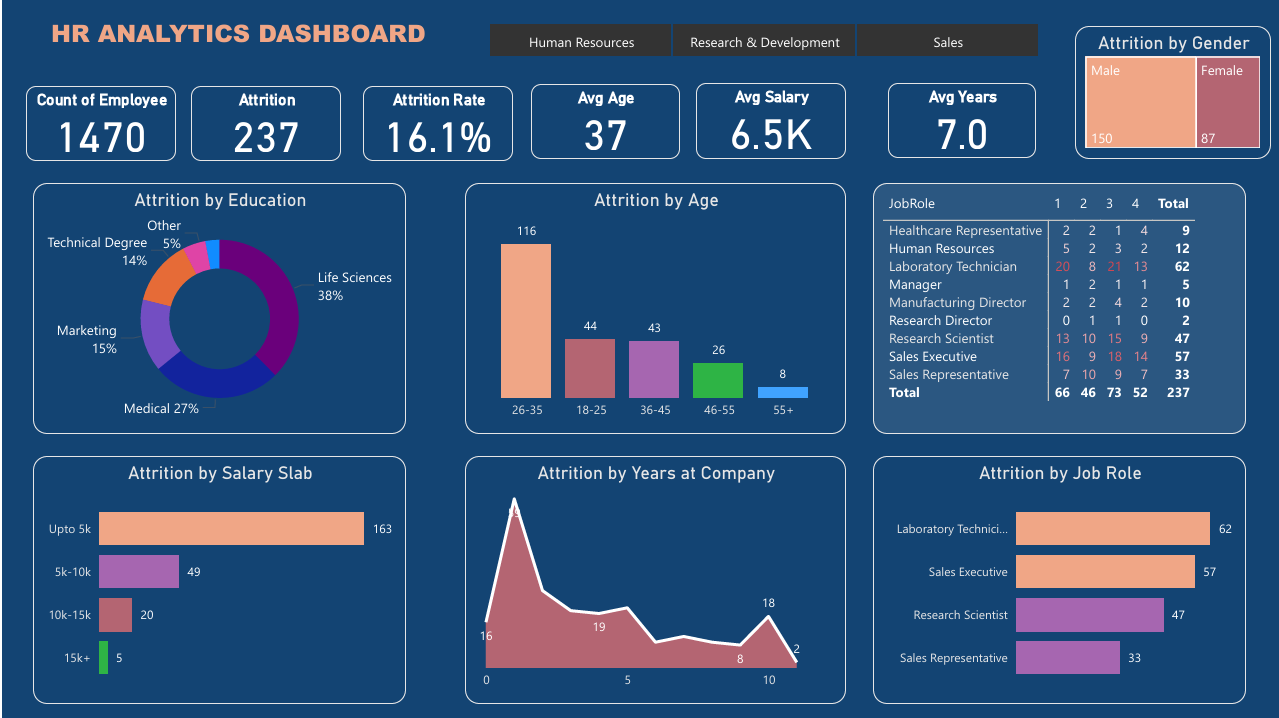 HR ANALYTICS DASHBOARD
Human Resources
Research & Development
Sales
Attrition by Gender
Male
Female
150
87
Count of Employee
1470
Attrition
237
Attrition Rate
16.1%
Avg Age
37
Avg Salary
6.5K
Avg Years
7.0
Attrition by Education
Other
5%
Technical Degree
14%
Life Sciences
38%
Marketing
15%
Medical 27%
Attrition by Age
116
44
43
26
8
26-35
18-25
36-45
46-55
55+
JobRole 1 2 3 4 Total
Healthcare Representative 2 2 1 4 9
Human Resources 5 2 3 2 12
Laboratory Technician 20 8 21 13 62
Manager 1 2 1 1 5
Manufacturing Director 2 2 4 2 10
Research Director 0 1 1 0 2
Research Scientist 13 10 15 9 47
Sales Executive 16 9 18 14 57
Sales Representative 7 10 9 7 33
Total 66 46 73 52 237
Attrition by Salary Slab
Upto 5k 163
5k-10k 49
10k-15k 20
15k+ 5
Attrition by Years at Company
16
19
8
18
2
0 5 10
Attrition by Job Role
Laboratory Technici... 62
Sales Executive 57
Research Scientist 47
Sales Representative 33